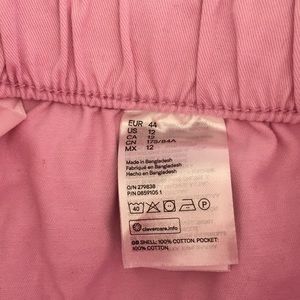 EUR 44
US 12
CA 12
CN 175/84A
MX 12
Made in Bangladesh
Fabriqué en Bangladesh
Hecho en Bangladesh
O/N 279838
P/N 0859105 1
40 P
clevercare.info
GB SHELL: 100% COTTON. POCKET:
100% COTTON